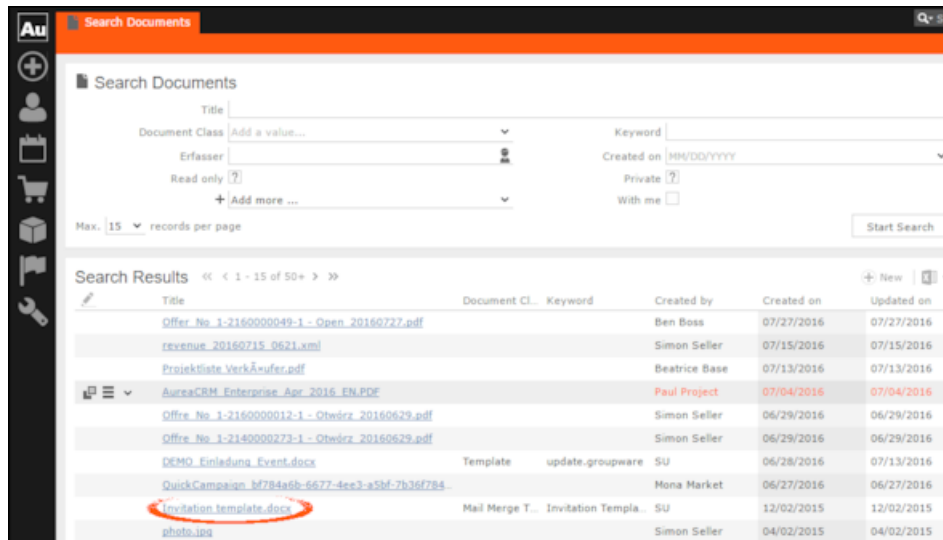 Au Search Documents
Search Documents
Title
Document Class Add a value... Keyword
Erfasser Created on MM/DD/YYYY
Read only ? Private ?
+ Add more ... With me
Max. 15 records per page Start Search
Search Results « < 1 - 15 of 50+ > » + New
Title Document Cl... Keyword Created by Created on Updated on
Offer_No_1-2160000049-1 - Open_20160727.pdf Ben Boss 07/27/2016 07/27/2016
revenue_20160715_0621.xml Simon Seller 07/15/2016 07/15/2016
Projektliste Verk򤯥r.pdf Beatrice Base 07/13/2016 07/13/2016
AureaCRM_Enterprise_Apr_2016_EN.PDF Paul Project 07/04/2016 07/04/2016
Offre_No_1-2160000012-1 - Otwórz_20160629.pdf Simon Seller 06/29/2016 06/29/2016
Offre_No_1-2140000273-1 - Otwórz_20160629.pdf Simon Seller 06/29/2016 06/29/2016
DEMO_Einladung_Event.docx Template update.groupware SU 06/28/2016 07/13/2016
QuickCampaign_bf784a6b-6677-4ee3-a5bf-7b36f784... Mona Market 06/27/2016 06/27/2016
Invitation template.docx Mail Merge T... Invitation Templa... SU 12/02/2015 12/02/2015
photo.jpg Simon Seller 04/02/2015 04/02/2015